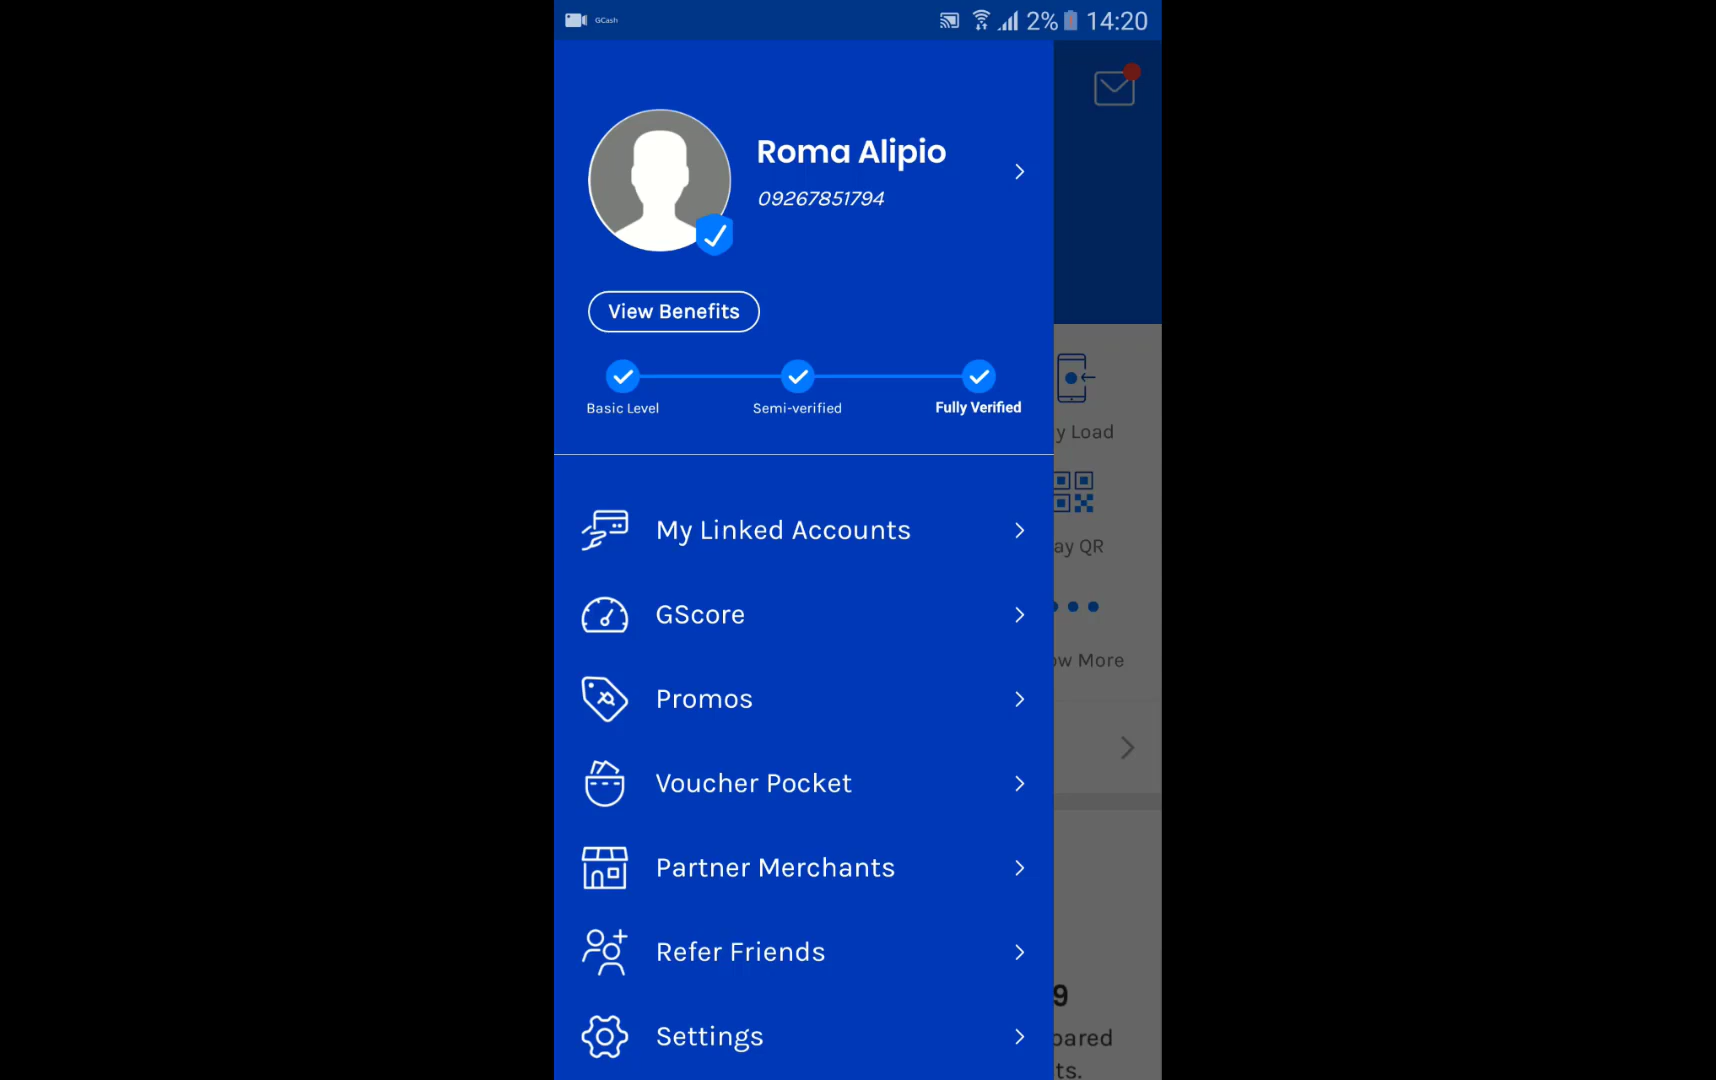 GCash 2% 14:20
Roma Alipio
09267851794
View Benefits
Basic Level Semi-verified Fully Verified
y Load
My Linked Accounts
ay QR
GScore
ow More
Promos
Voucher Pocket
Partner Merchants
Refer Friends
9
Settings
pared
ts.